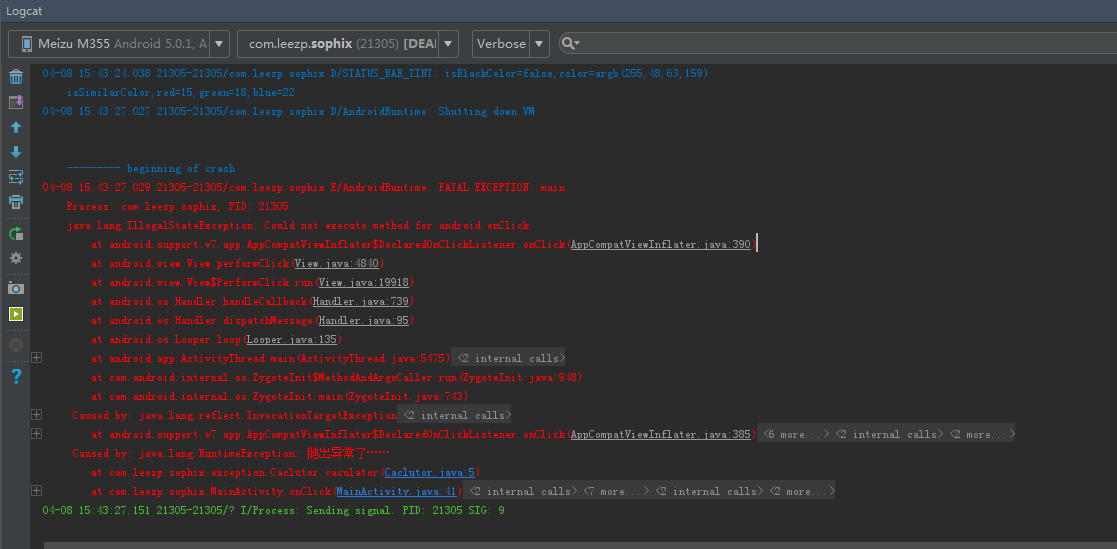 Logcat
Meizu M355 Android 5.0.1, A
com.leezp.sophix (21305) [DEAI
Verbose
04-08 15:43:24.038 21305-21305/com.leezp.sophix D/STATUS_BAR_TINT: isBlackColor=false,color=argb(255,48,63,159)
isSimilarColor,red=15,green=18,blue=22
04-08 15:43:27.027 21305-21305/com.leezp.sophix D/AndroidRuntime: Shutting down VM
--------- beginning of crash
04-08 15:43:27.029 21305-21305/com.leezp.sophix E/AndroidRuntime: FATAL EXCEPTION: main
Process: com.leezp.sophix, PID: 21305
java.lang.IllegalStateException: Could not execute method for android:onClick
at android.support.v7.app.AppCompatViewInflater$DeclaredOnClickListener.onClick(AppCompatViewInflater.java:390)
at android.view.View.performClick(View.java:4840)
at android.view.View$PerformClick.run(View.java:19918)
at android.os.Handler.handleCallback(Handler.java:739)
at android.os.Handler.dispatchMessage(Handler.java:95)
at android.os.Looper.loop(Looper.java:135)
at android.app.ActivityThread.main(ActivityThread.java:5475) <2 internal calls>
at com.android.internal.os.ZygoteInit$MethodAndArgsCaller.run(ZygoteInit.java:948)
at com.android.internal.os.ZygoteInit.main(ZygoteInit.java:743)
Caused by: java.lang.reflect.InvocationTargetException <2 internal calls>
at android.support.v7.app.AppCompatViewInflater$DeclaredOnClickListener.onClick(AppCompatViewInflater.java:385) <6 more...> <2 internal calls> <2 more...>
Caused by: java.lang.RuntimeException: 抛出异常了……
at com.leezp.sophix.exception.Caclutor.caculator(Caclutor.java:5)
at com.leezp.sophix.MainActivity.onClick(MainActivity.java:41) <2 internal calls> <7 more...> <2 internal calls> <2 more...>
04-08 15:43:27.151 21305-21305/? I/Process: Sending signal. PID: 21305 SIG: 9